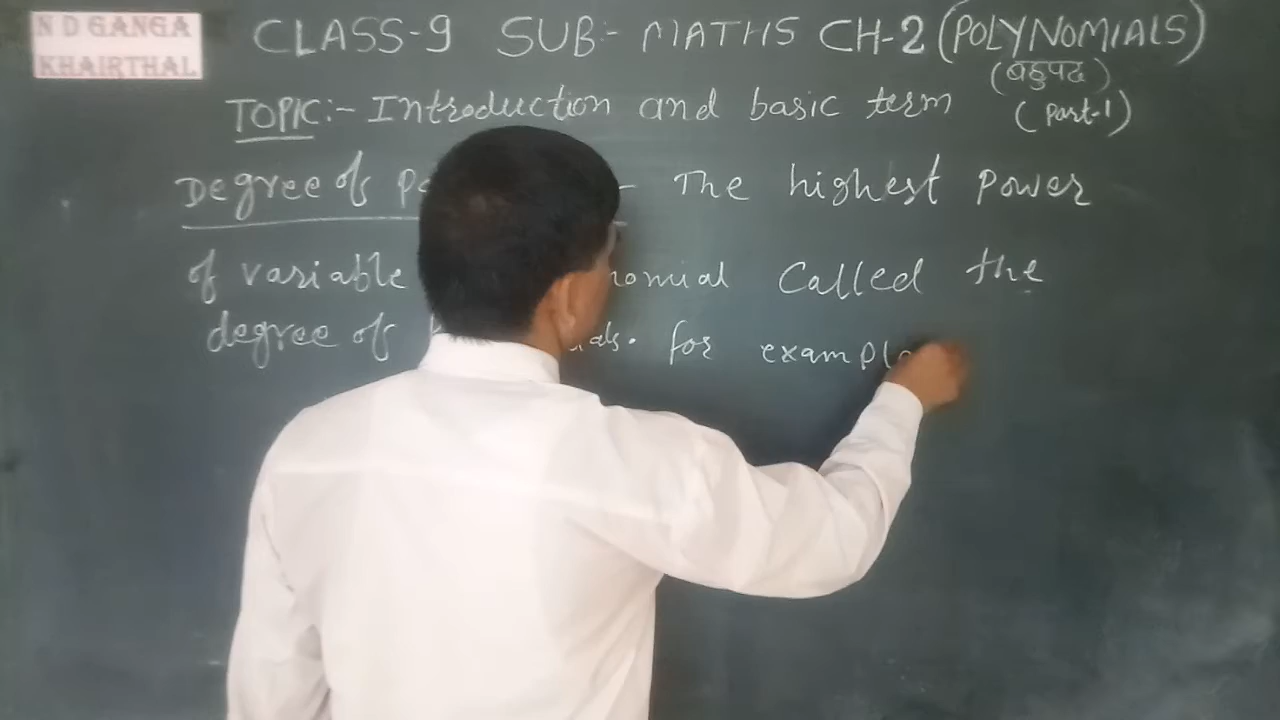 N D GANGA
KHAIRTHAL
CLASS-9 SUB:- MATHS CH-2 (POLYNOMIALS)
(बहुपद)
TOPIC:- Introduction and basic term (Part-1)
Degree of - The highest Power
of variable Called the
degree of for example